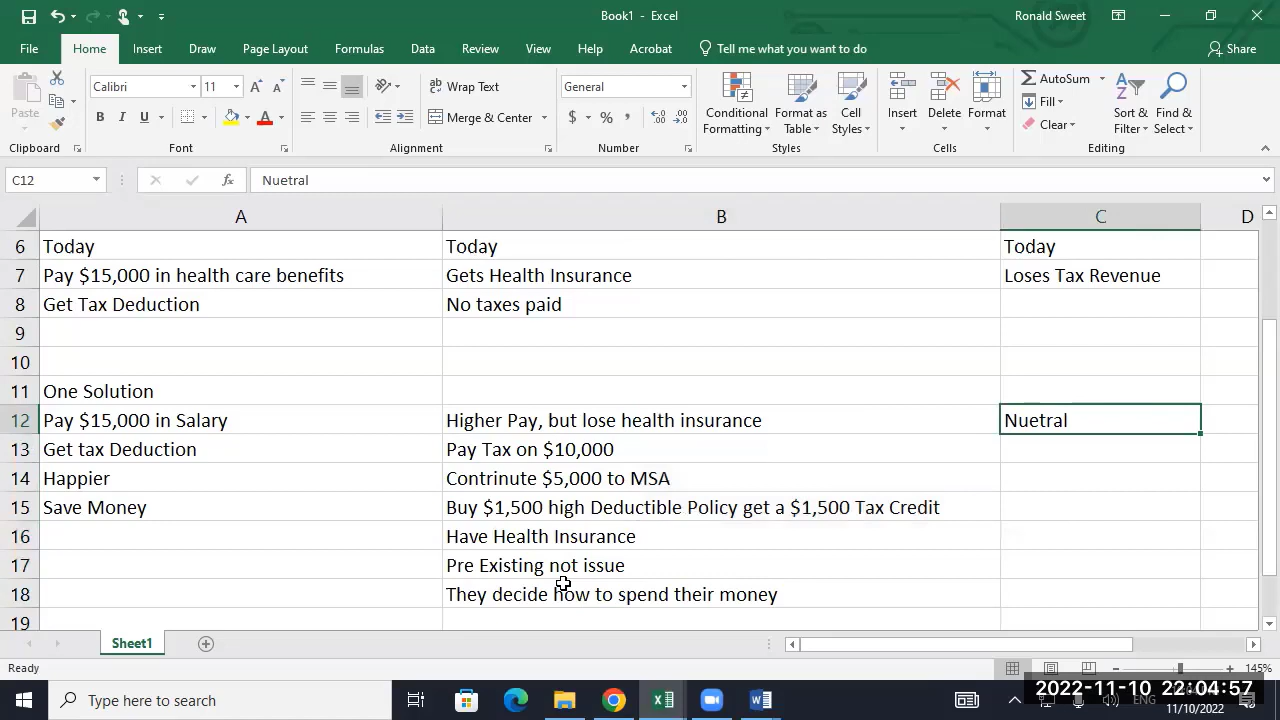 Book1 - Excel
Ronald Sweet
File Home Insert Draw Page Layout Formulas Data Review View Help Acrobat Tell me what you want to do Share
Paste
Clipboard
Calibri 11
B I U
Font
Wrap Text
Merge & Center
Alignment
General
$ % ,
Number
Conditional Formatting
Format as Table
Cell Styles
Styles
Insert Delete Format
Cells
AutoSum
Fill
Clear
Sort & Filter
Find & Select
Editing
C12 fx Nuetral
A B C D
6 Today Today Today
7 Pay $15,000 in health care benefits Gets Health Insurance Loses Tax Revenue
8 Get Tax Deduction No taxes paid
9
10
11 One Solution
12 Pay $15,000 in Salary Higher Pay, but lose health insurance Nuetral
13 Get tax Deduction Pay Tax on $10,000
14 Happier Contrinute $5,000 to MSA
15 Save Money Buy $1,500 high Deductible Policy get a $1,500 Tax Credit
16 Have Health Insurance
17 Pre Existing not issue
18 They decide how to spend their money
19
Sheet1
Ready 145%
Type here to search
2022-11-10 22:04:57
ENG
11/10/2022